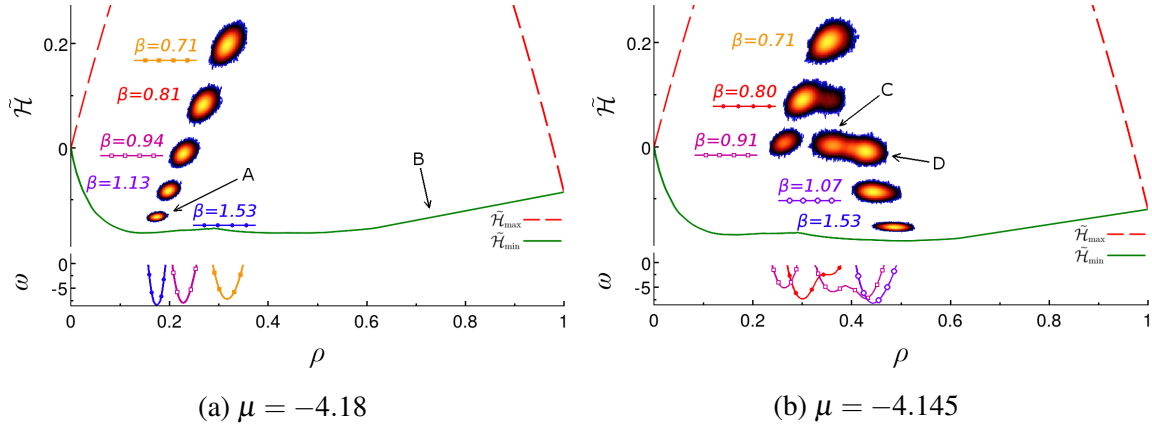 0.2
0
H̃
β=0.71
β=0.81
β=0.94
β=1.13
β=1.53
A
B
H̃max
H̃min
0
-5
ω
0
0.2
0.4
0.6
0.8
1
ρ
(a) μ = −4.18
0.2
0
H̃
β=0.71
β=0.80
β=0.91
β=1.07
β=1.53
C
D
H̃max
H̃min
0
-5
ω
0
0.2
0.4
0.6
0.8
1
ρ
(b) μ = −4.145